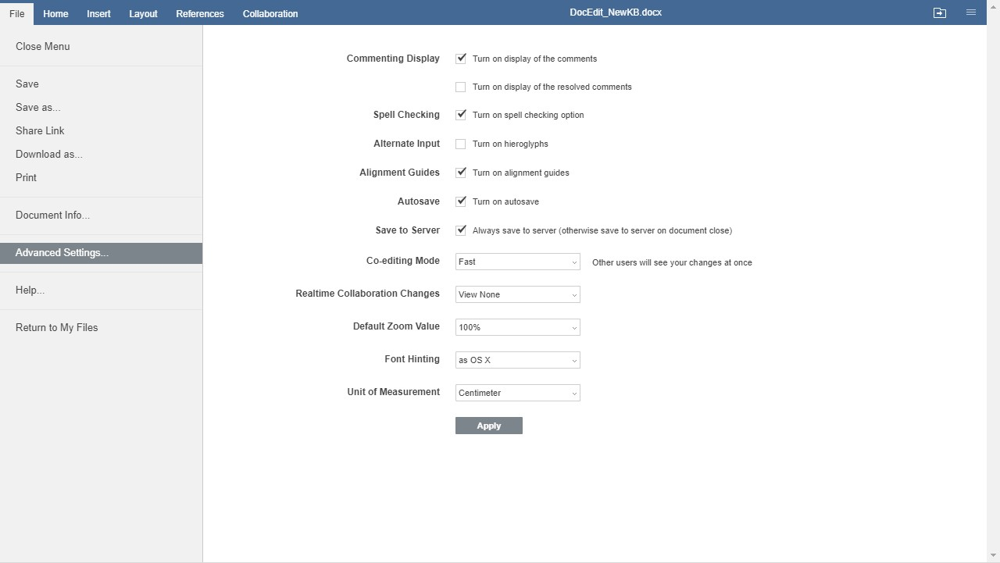 File Home Insert Layout References Collaboration DocEdit_NewKB.docx
Close Menu
Save
Save as...
Share Link
Download as...
Print
Document Info...
Advanced Settings...
Help...
Return to My Files
Commenting Display Turn on display of the comments
Turn on display of the resolved comments
Spell Checking Turn on spell checking option
Alternate Input Turn on hieroglyphs
Alignment Guides Turn on alignment guides
Autosave Turn on autosave
Save to Server Always save to server (otherwise save to server on document close)
Co-editing Mode Fast Other users will see your changes at once
Realtime Collaboration Changes View None
Default Zoom Value 100%
Font Hinting as OS X
Unit of Measurement Centimeter
Apply